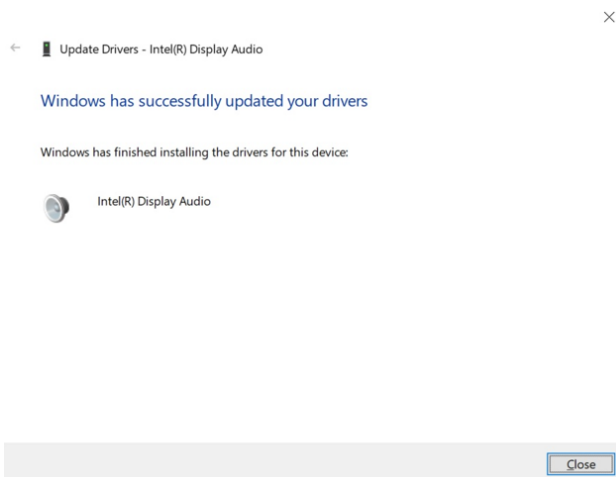 Update Drivers - Intel(R) Display Audio
Windows has successfully updated your drivers
Windows has finished installing the drivers for this device:
Intel(R) Display Audio
Close